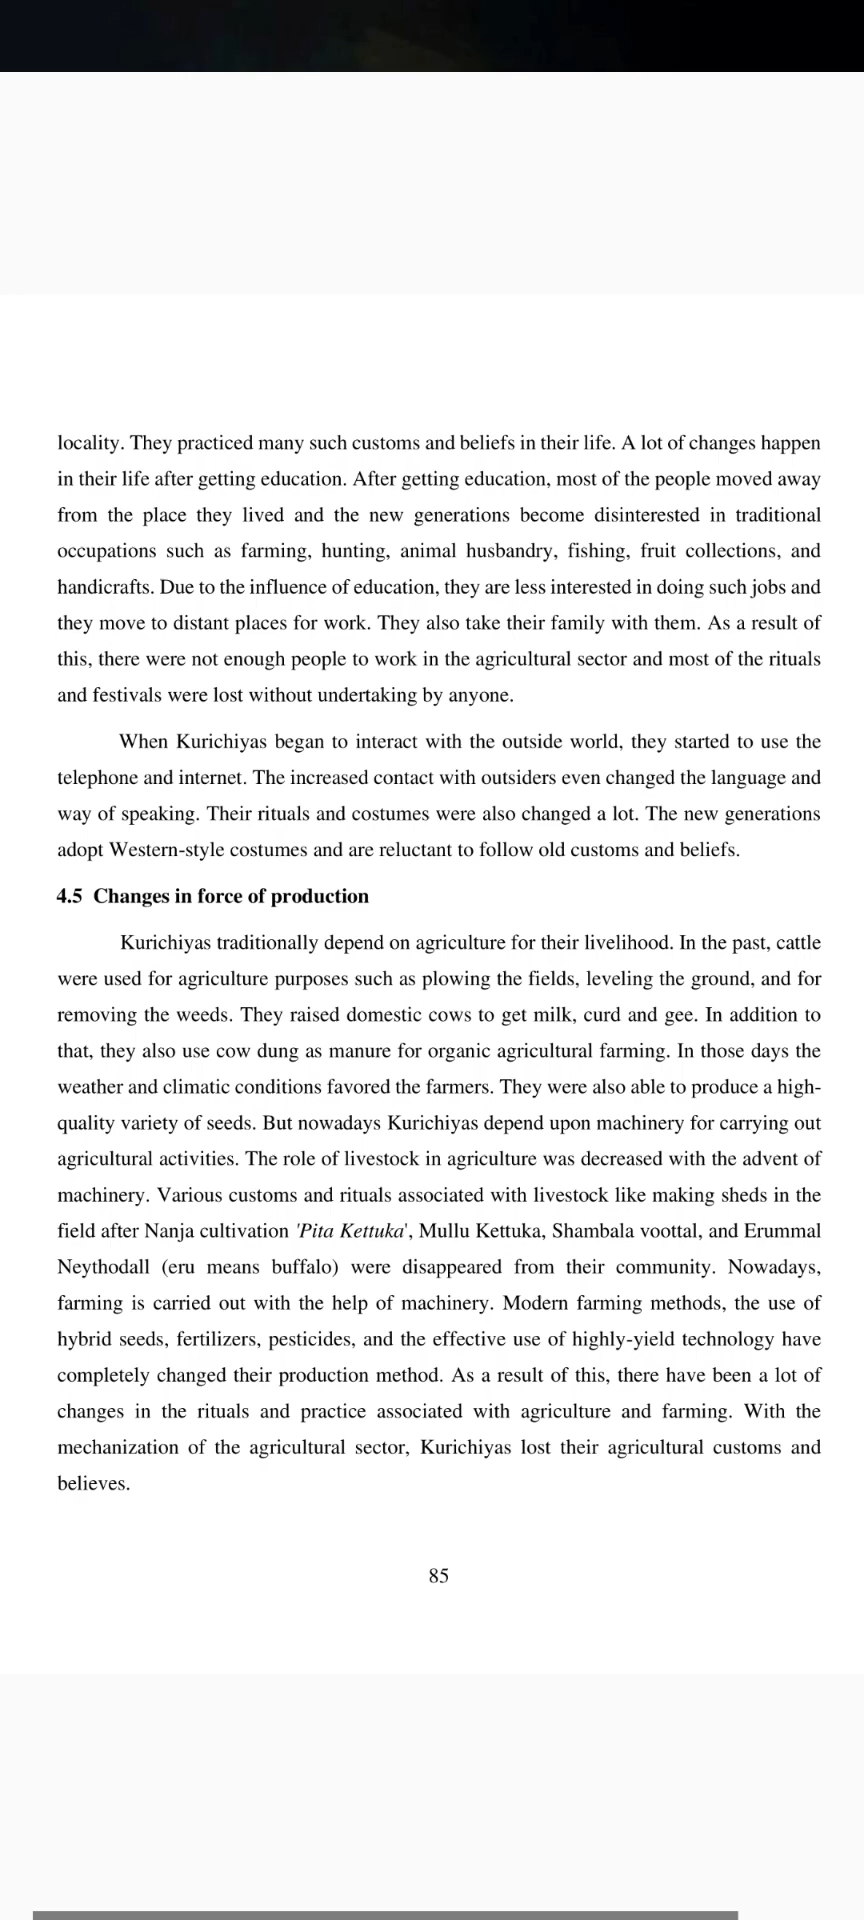 locality. They practiced many such customs and beliefs in their life. A lot of changes happen
in their life after getting education. After getting education, most of the people moved away
from the place they lived and the new generations become disinterested in traditional
occupations such as farming, hunting, animal husbandry, fishing, fruit collections, and
handicrafts. Due to the influence of education, they are less interested in doing such jobs and
they move to distant places for work. They also take their family with them. As a result of
this, there were not enough people to work in the agricultural sector and most of the rituals
and festivals were lost without undertaking by anyone.
When Kurichiyas began to interact with the outside world, they started to use the
telephone and internet. The increased contact with outsiders even changed the language and
way of speaking. Their rituals and costumes were also changed a lot. The new generations
adopt Western-style costumes and are reluctant to follow old customs and beliefs.
4.5 Changes in force of production
Kurichiyas traditionally depend on agriculture for their livelihood. In the past, cattle
were used for agriculture purposes such as plowing the fields, leveling the ground, and for
removing the weeds. They raised domestic cows to get milk, curd and gee. In addition to
that, they also use cow dung as manure for organic agricultural farming. In those days the
weather and climatic conditions favored the farmers. They were also able to produce a high-
quality variety of seeds. But nowadays Kurichiyas depend upon machinery for carrying out
agricultural activities. The role of livestock in agriculture was decreased with the advent of
machinery. Various customs and rituals associated with livestock like making sheds in the
field after Nanja cultivation 'Pita Kettuka', Mullu Kettuka, Shambala voottal, and Erummal
Neythodall (eru means buffalo) were disappeared from their community. Nowadays,
farming is carried out with the help of machinery. Modern farming methods, the use of
hybrid seeds, fertilizers, pesticides, and the effective use of highly-yield technology have
completely changed their production method. As a result of this, there have been a lot of
changes in the rituals and practice associated with agriculture and farming. With the
mechanization of the agricultural sector, Kurichiyas lost their agricultural customs and
believes.
85